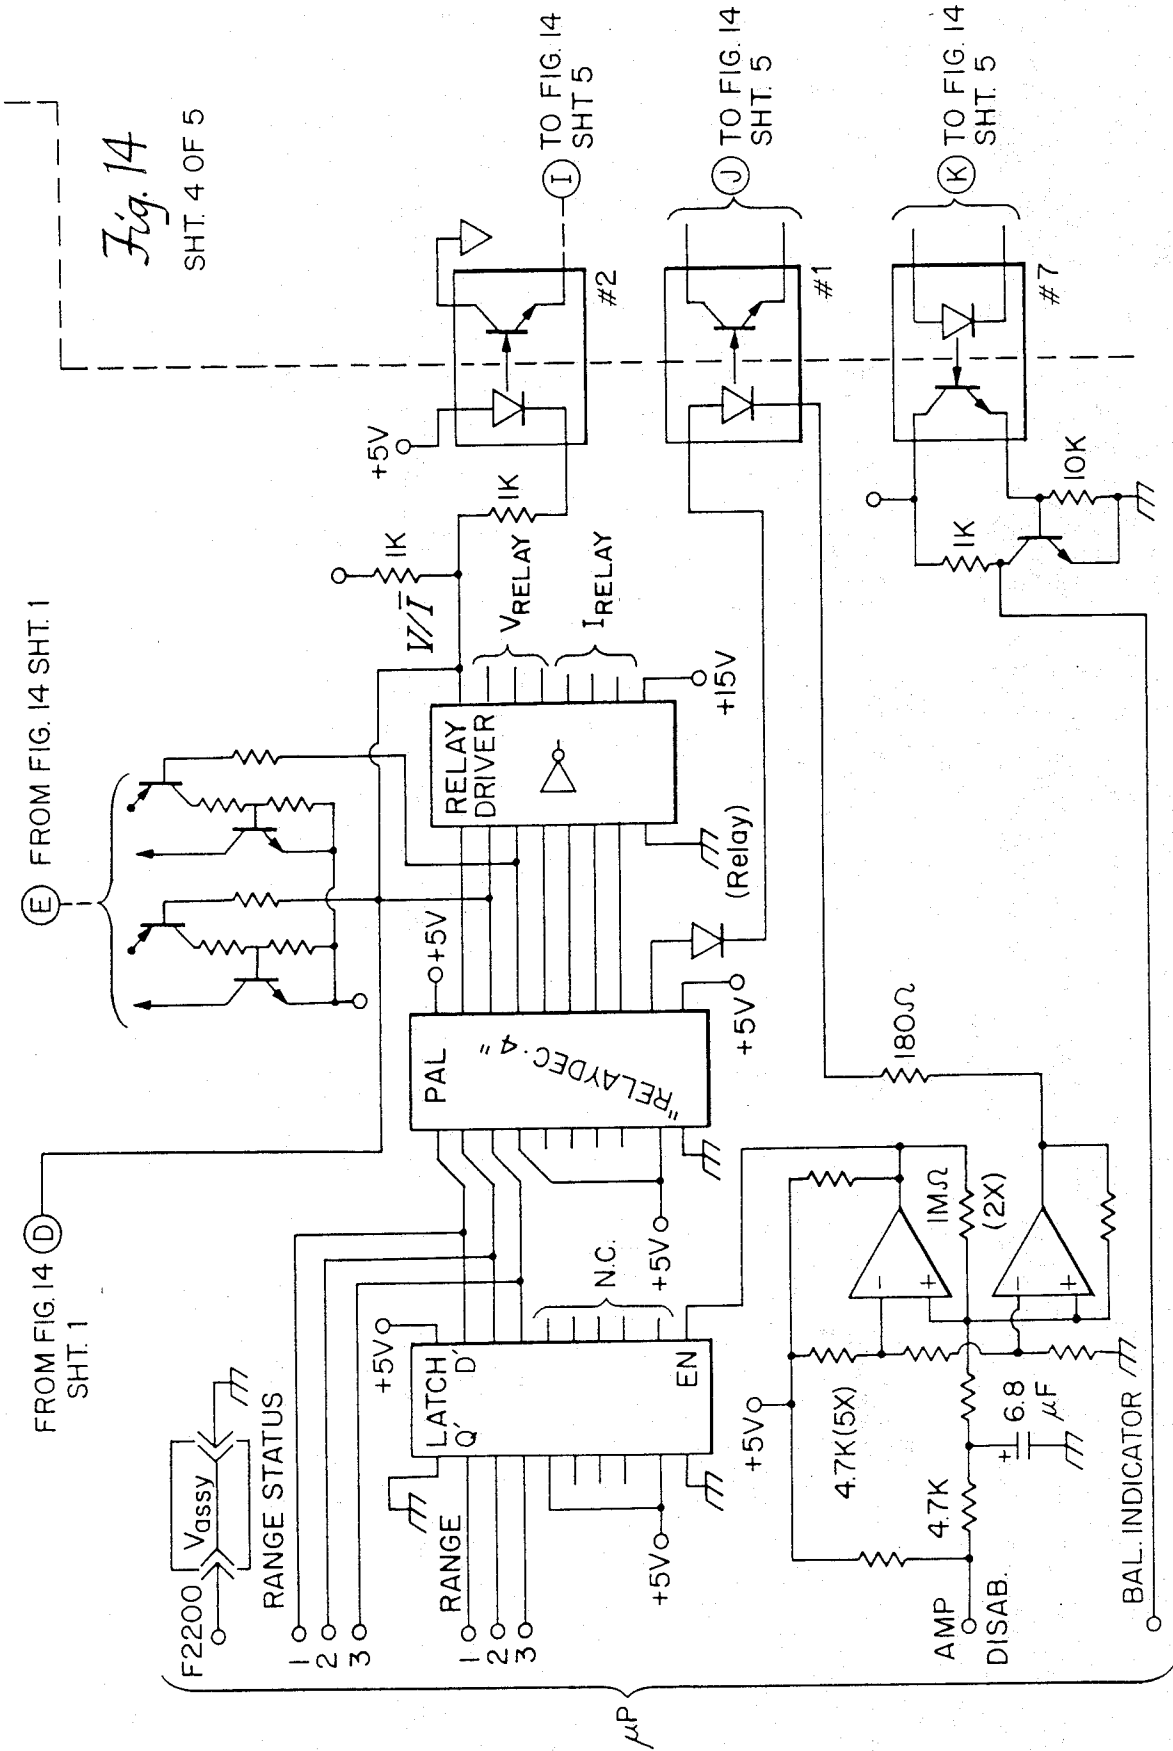 Fig. 14
SHT. 4 OF 5
E FROM FIG. 14 SHT. 1
FROM FIG. 14 D
SHT. 1
I TO FIG. 14
SHT 5
J TO FIG. 14
SHT. 5
K TO FIG. 14
SHT. 5
#2
#1
#7
+5V
1K
1K
V/I̅
VRELAY
IRELAY
RELAY
DRIVER
+15V
(Relay)
+5V
PAL
"RELAYDEC.4"
+5V
+5V
F2200
Vassy
RANGE STATUS
1
2
3
+5V
LATCH
Q'
D'
EN
N.C.
RANGE
1
2
3
+5V
+5V
4.7K(5X)
4.7K
+
6.8
μF
-
+
1MΩ
(2X)
-
+
180Ω
1K
10K
AMP
DISAB.
BAL. INDICATOR
μP